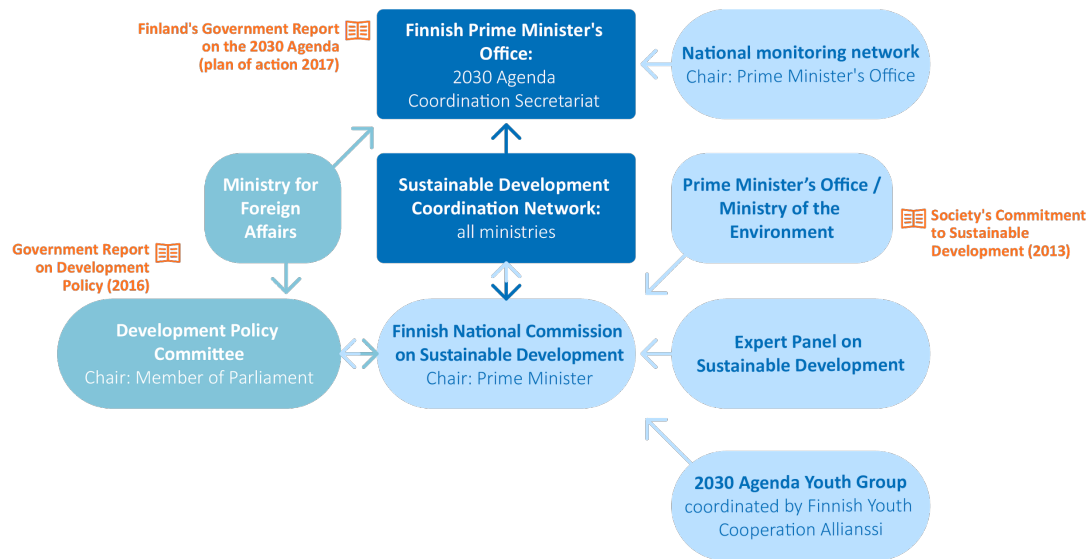 Finland's Government Report
on the 2030 Agenda
(plan of action 2017)
Finnish Prime Minister's
Office:
2030 Agenda
Coordination Secretariat
National monitoring network
Chair: Prime Minister's Office
Ministry for
Foreign
Affairs
Sustainable Development
Coordination Network:
all ministries
Prime Minister’s Office /
Ministry of the
Environment
Society's Commitment
to Sustainable
Development (2013)
Government Report
on Development
Policy (2016)
Development Policy
Committee
Chair: Member of Parliament
Finnish National Commission
on Sustainable Development
Chair: Prime Minister
Expert Panel on
Sustainable Development
2030 Agenda Youth Group
coordinated by Finnish Youth
Cooperation Allianssi